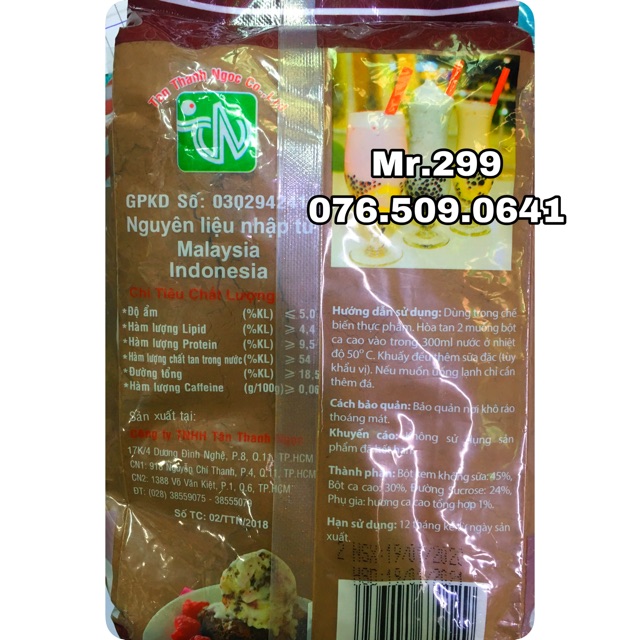 Tân Thanh Ngọc Co.,Ltd
Mr.299
076.509.0641
GPKD Số: 030294241
Nguyên liệu nhập từ
Malaysia
Indonesia
Chỉ Tiêu Chất Lượng
*Độ ẩm (%KL) ≤ 5,0
*Hàm lượng Lipid (%KL) ≥ 4,4
*Hàm lượng Protein (%KL) ≥ 9,5
*Hàm lượng chất tan trong nước (%KL) ≥ 54
*Đường tổng (%KL) ≥ 18,5
*Hàm lượng Caffeine (g/100g) ≥ 0,06
Sản xuất tại:
Công ty TNHH Tân Thanh Ngọc
17K/4 Dương Đình Nghệ, P.8, Q.11, TP.HCM
CN1: 918 Nguyễn Chí Thanh, P.4, Q.11, TP.HCM
CN2: 1388 Võ Văn Kiệt, P.1, Q.6, TP.HCM
ĐT: (028) 38559075 - 3855507
Số TC: 02/TTN/2018
Hướng dẫn sử dụng: Dùng trong chế
biến thực phẩm. Hòa tan 2 muỗng bột
ca cao vào trong 300ml nước ở nhiệt
độ 50º C. Khuấy đều thêm sữa đặc (tùy
khẩu vị). Nếu muốn uống lạnh chỉ cần
thêm đá.
Cách bảo quản: Bảo quản nơi khô ráo
thoáng mát.
Khuyến cáo: Không sử dụng sản
phẩm đã hết hạn.
Thành phần: Bột kem không sữa: 45%,
Bột ca cao: 30%, Đường Sucrose: 24%,
Phụ gia: hương ca cao tổng hợp 1%.
Hạn sử dụng: 12 tháng kể từ ngày sản
xuất.
2 NSX